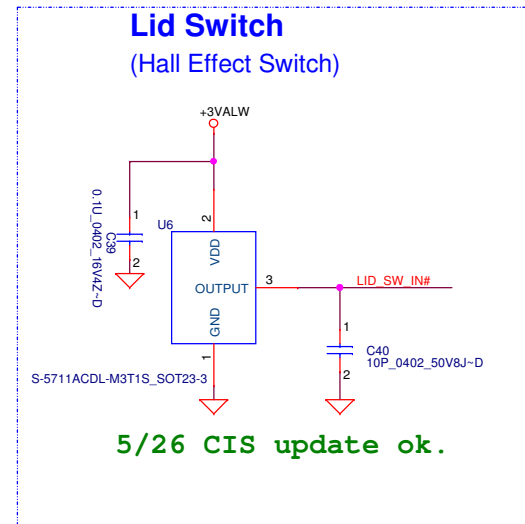 Lid Switch
(Hall Effect Switch)
+3VALW
1
C39
0.1U_0402_16V4Z~D
2
U6
2
VDD
OUTPUT
3
LID_SW_IN#
GND
1
1
C40
10P_0402_50V8J~D
2
S-5711ACDL-M3T1S_SOT23-3
5/26 CIS update ok.